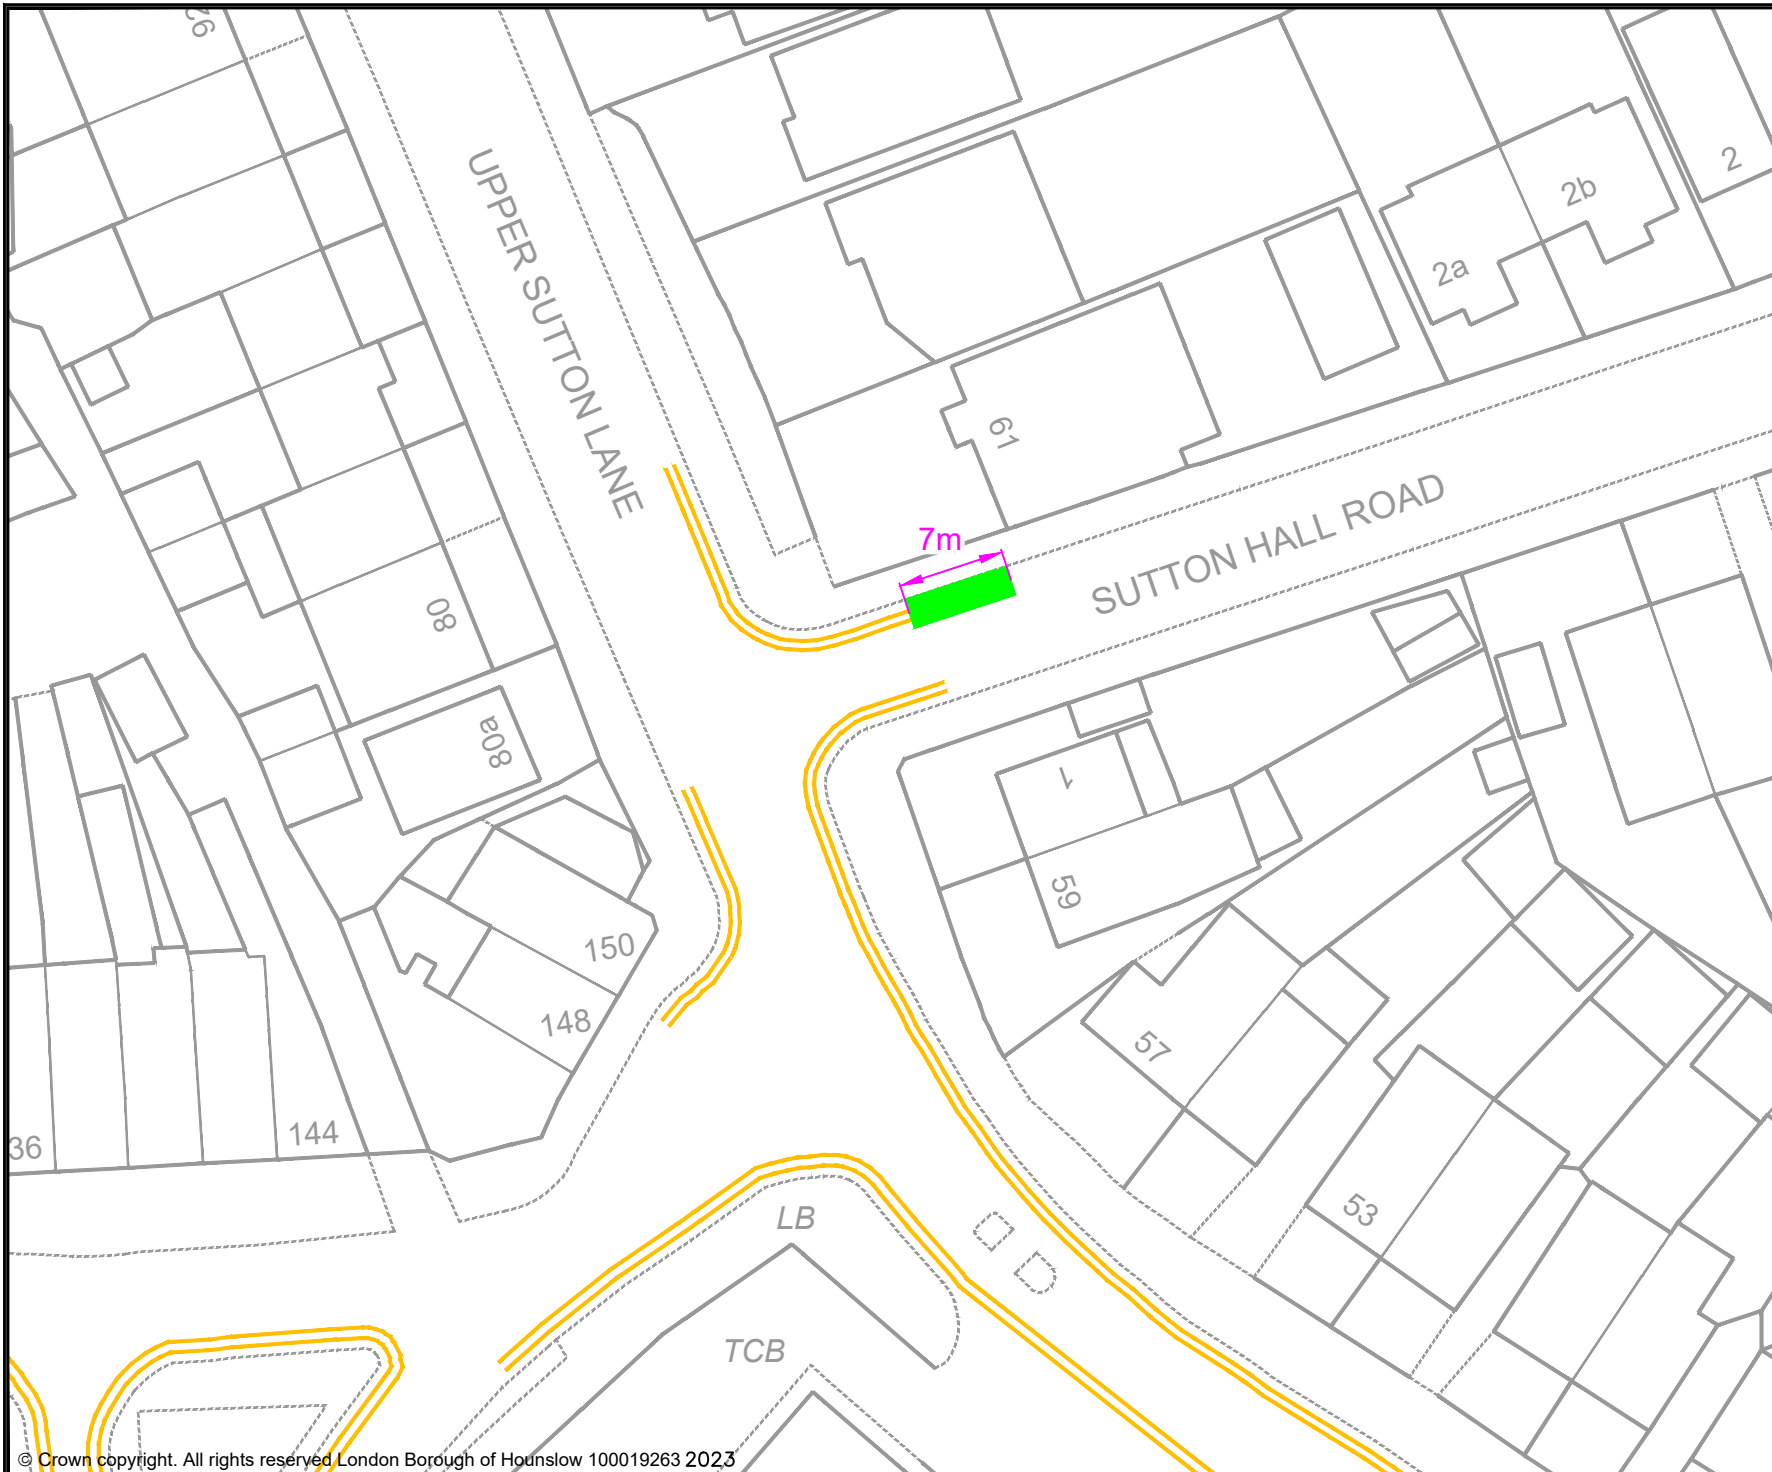 92
UPPER SUTTON LANE
2
2b
2a
61
SUTTON HALL ROAD
7m
80
80a
1
59
150
148
57
36
144
53
LB
TCB
© Crown copyright. All rights reserved London Borough of Hounslow 100019263 2023